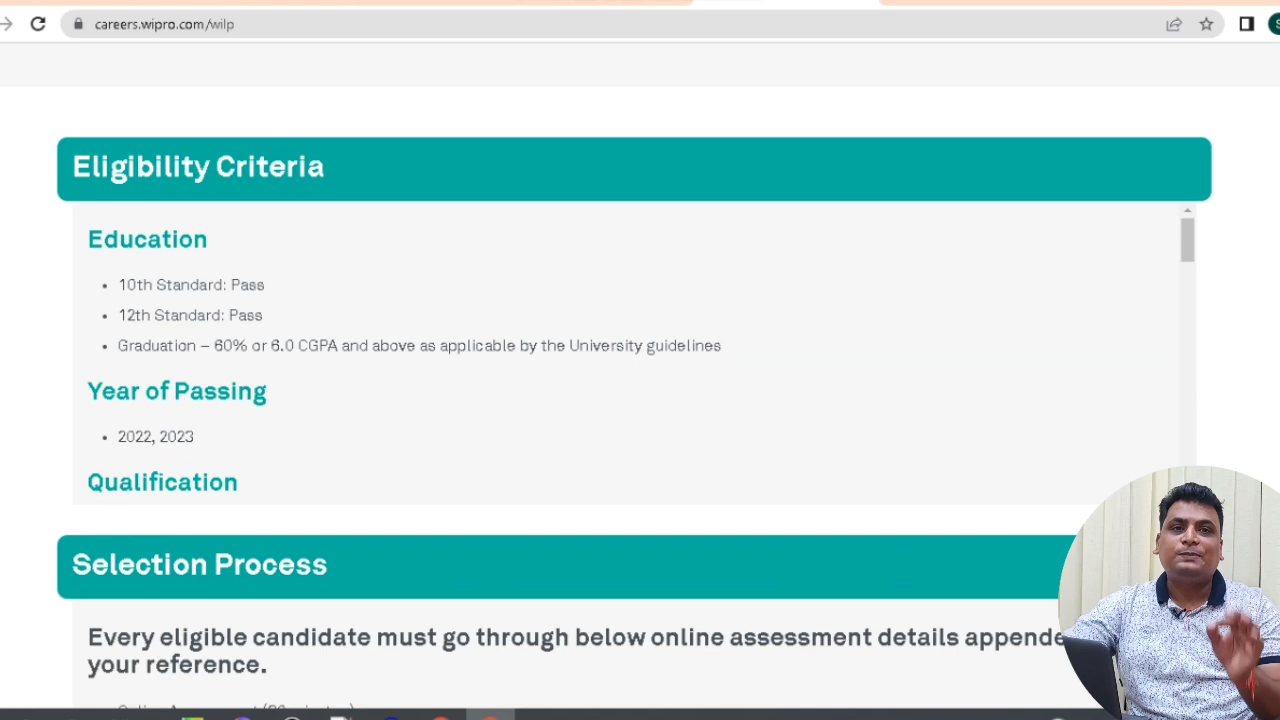 careers.wipro.com/wilp
Eligibility Criteria
Education
• 10th Standard: Pass
• 12th Standard: Pass
• Graduation – 60% or 6.0 CGPA and above as applicable by the University guidelines
Year of Passing
• 2022, 2023
Qualification
Selection Process
Every eligible candidate must go through below online assessment details appende
your reference.